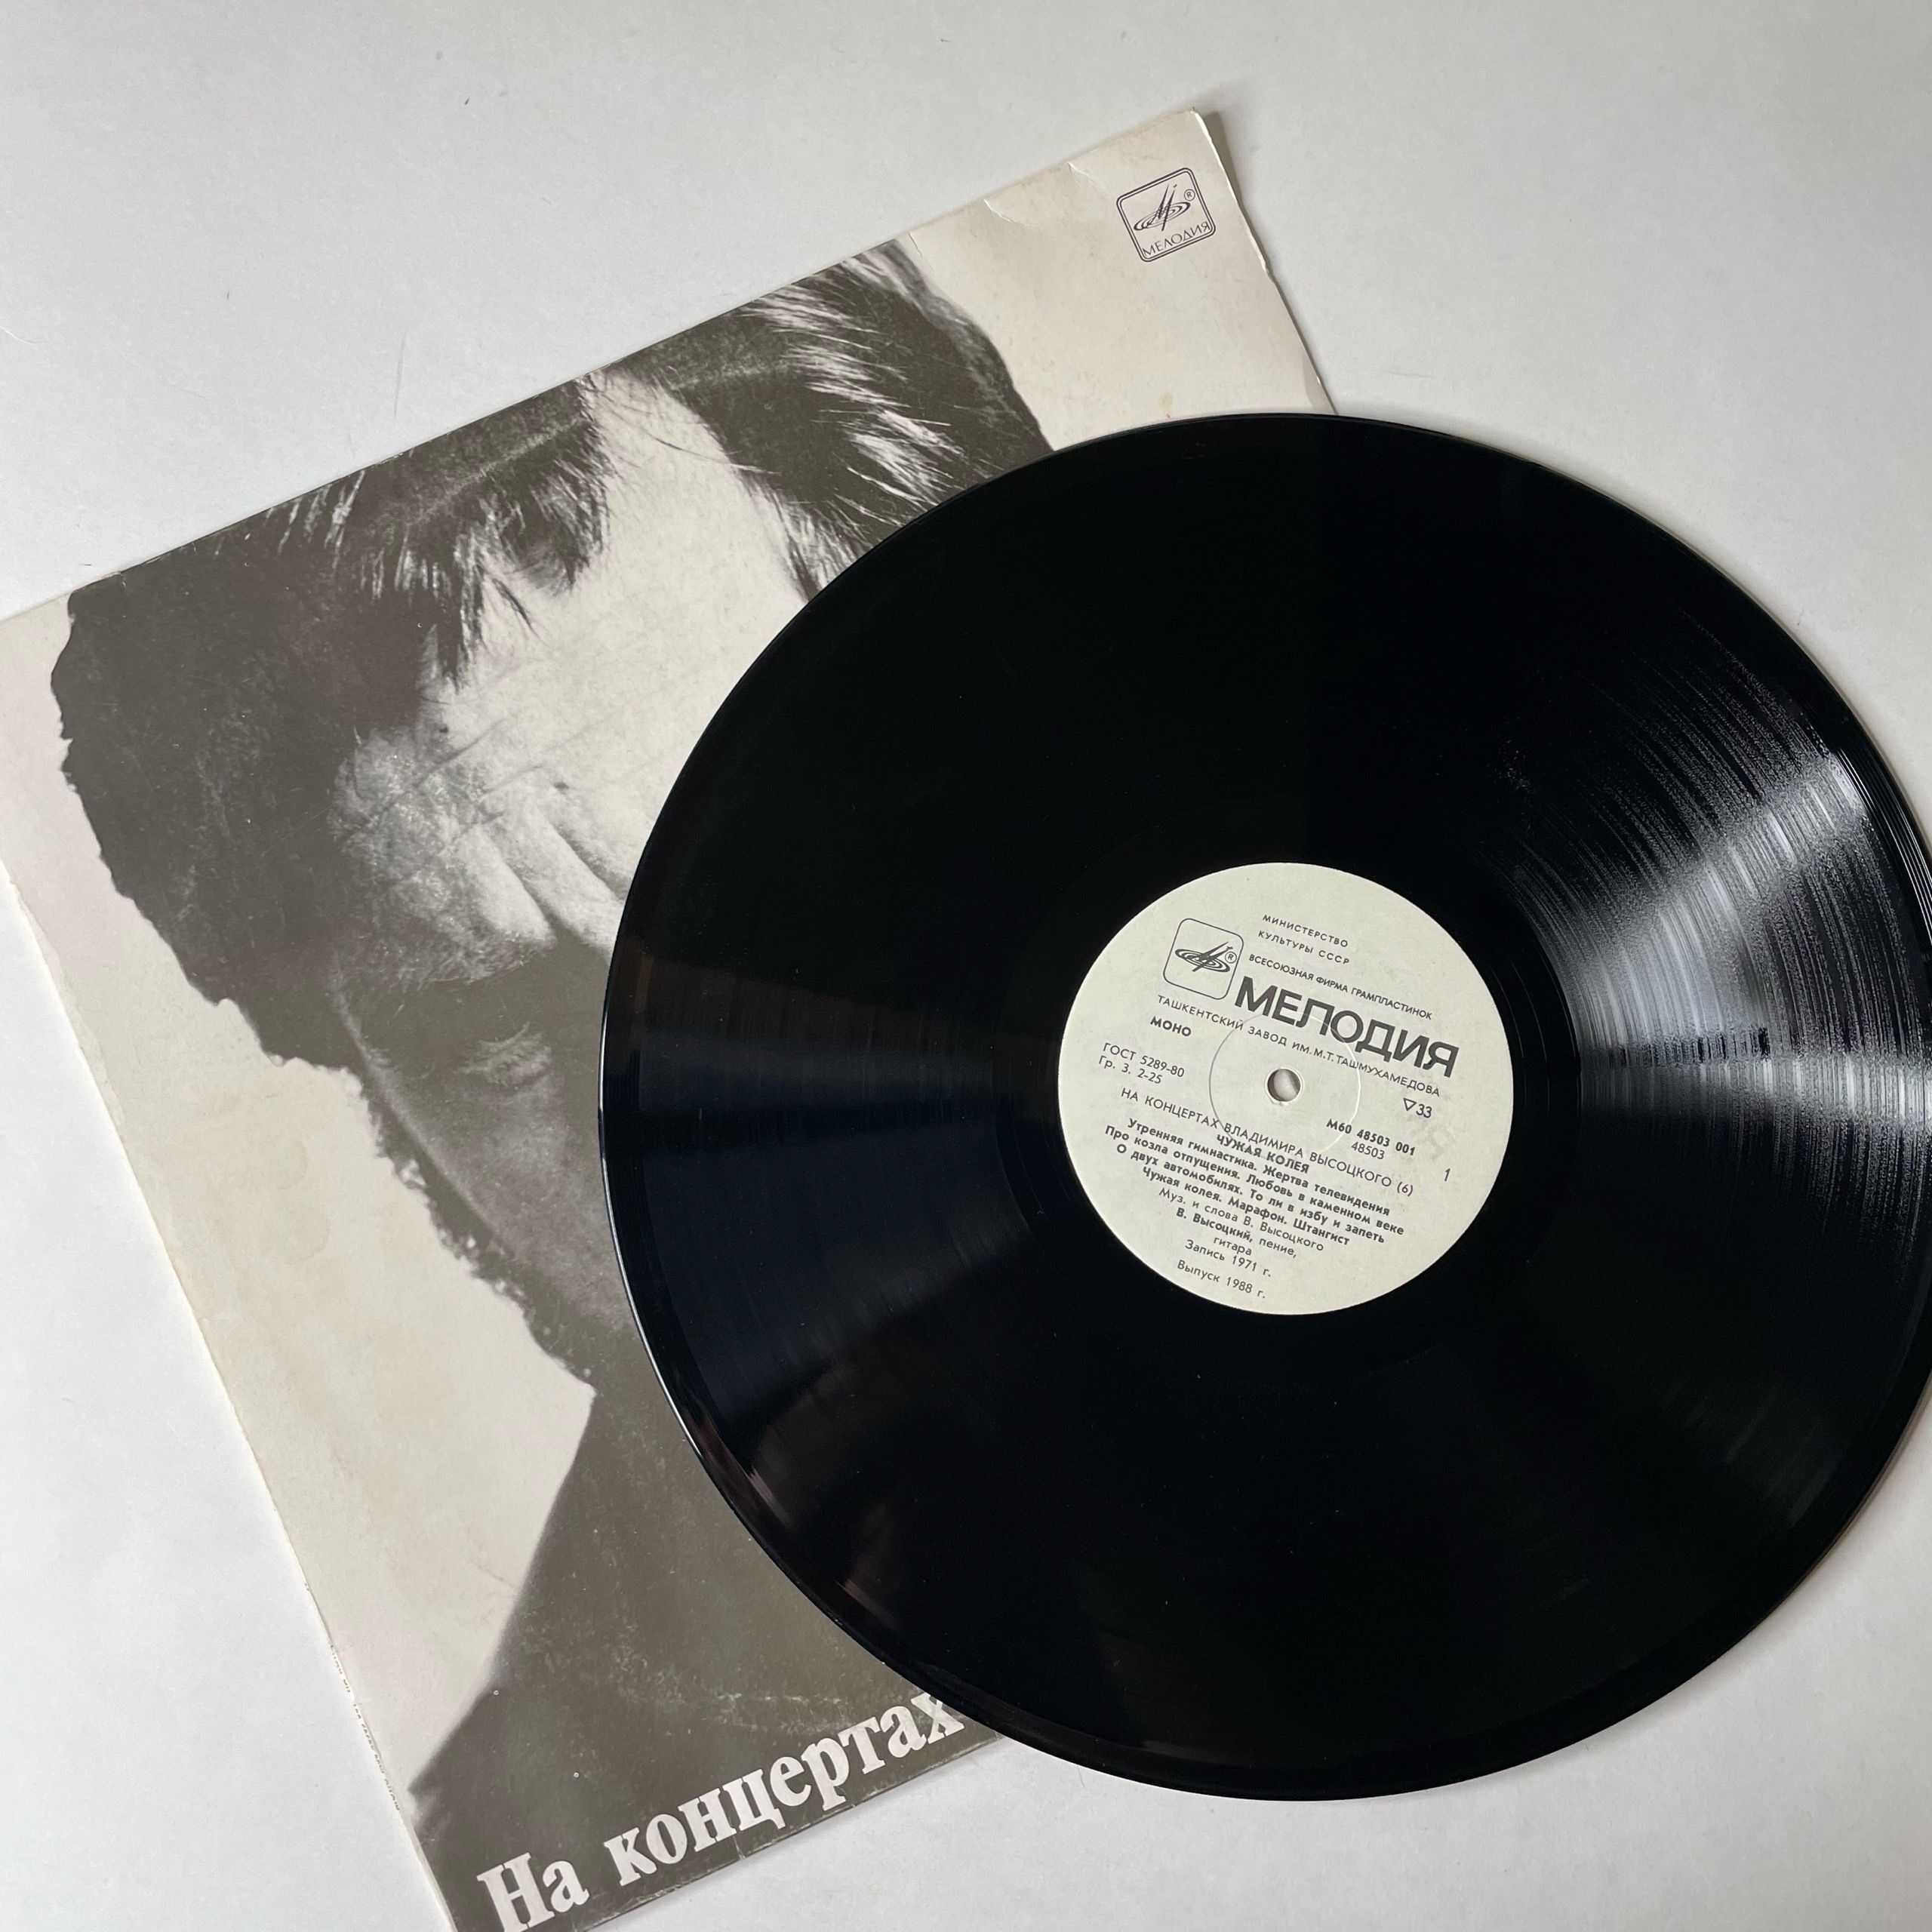 МЕЛОДИЯ
МИНИСТЕРСТВО
КУЛЬТУРЫ СССР
ВСЕСОЮЗНАЯ ФИРМА ГРАМПЛАСТИНОК
МЕЛОДИЯ
ТАШКЕНТСКИЙ ЗАВОД ИМ. М.Т. ТАШМУХАМЕДОВА
МОНО
▽33
ГОСТ 5289-80
Гр. 3. 2-25
М60 48503 001
48503
1
НА КОНЦЕРТАХ ВЛАДИМИРА ВЫСОЦКОГО (6)
ЧУЖАЯ КОЛЕЯ
Утренняя гимнастика. Жертва телевидения
Про козла отпущения. Любовь в каменном веке
О двух автомобилях. То ли в избу и запеть
Чужая колея. Марафон. Штангист
Муз. и слова В. Высоцкого
В. Высоцкий, пение,
гитара
Запись 1971 г.
Выпуск 1988 г.
На концертах